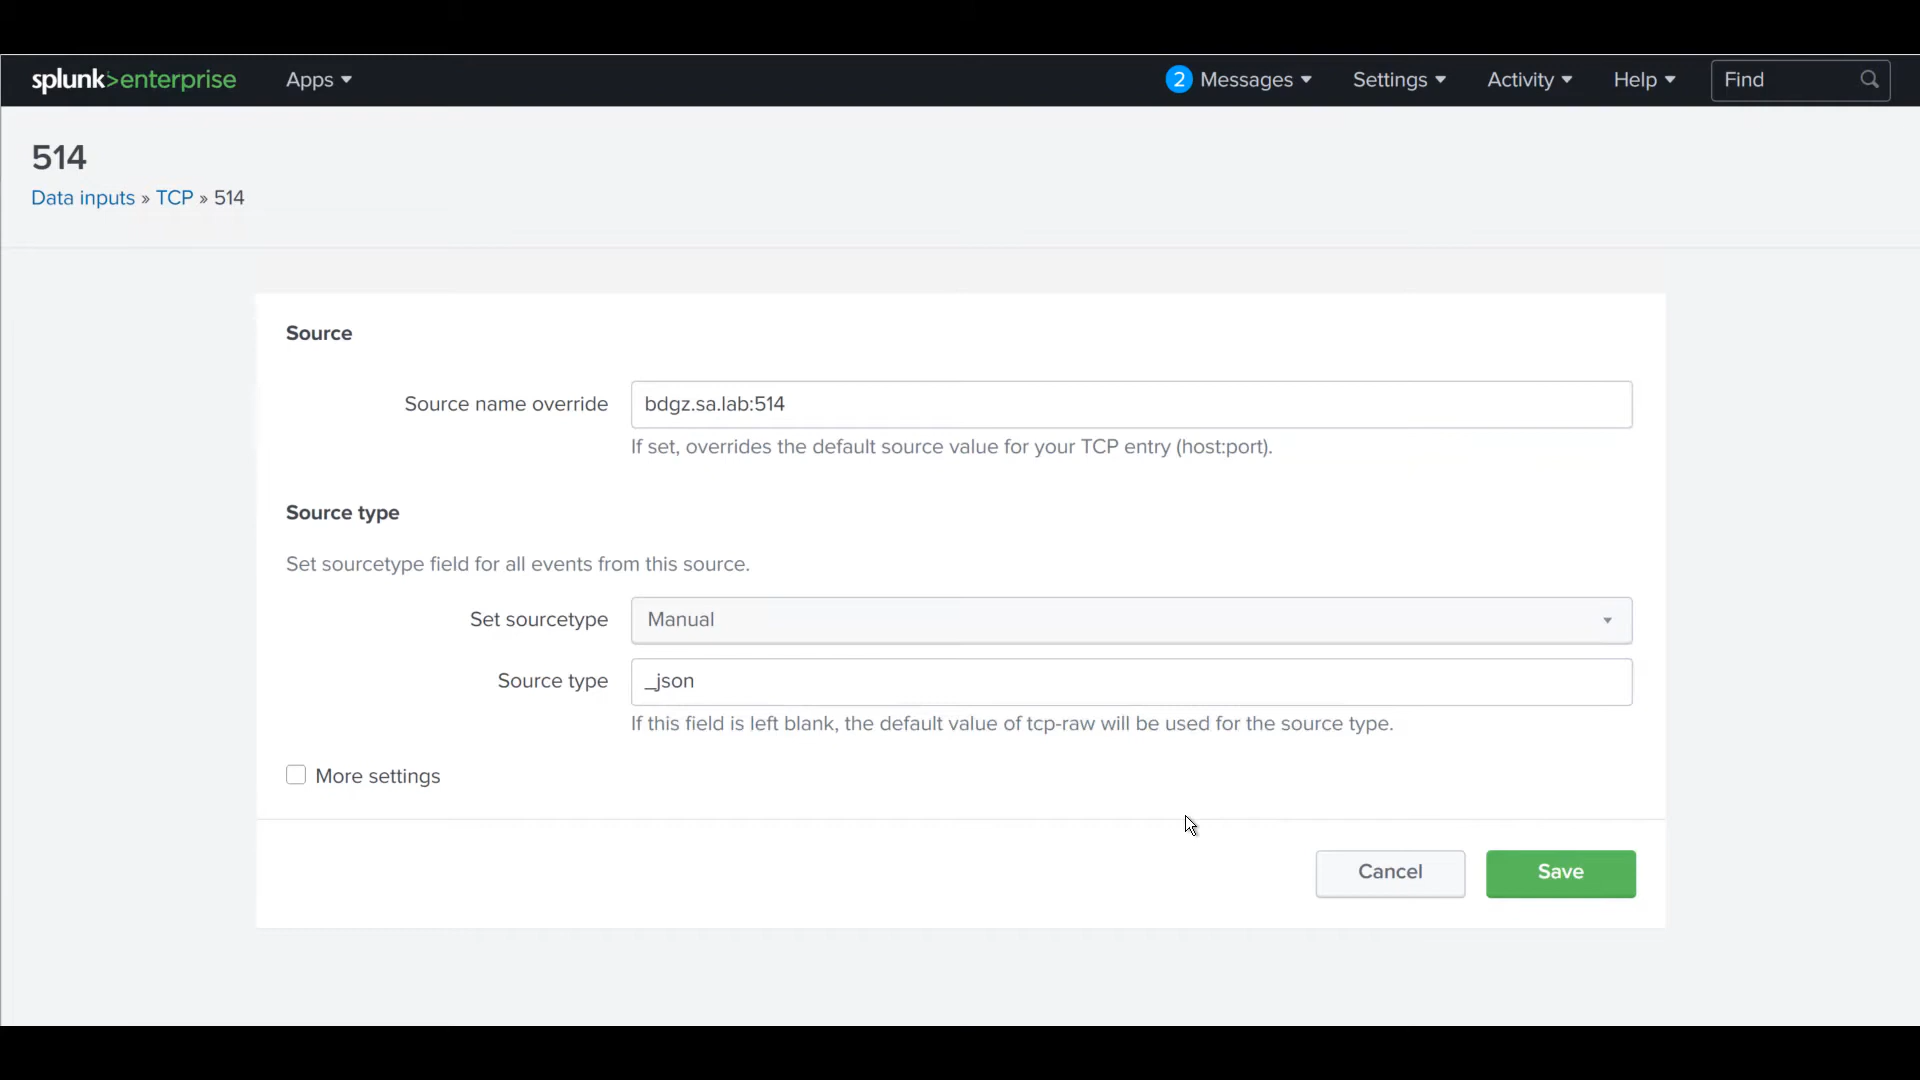 splunk>enterprise Apps 2 Messages Settings Activity Help Find
514
Data inputs » TCP » 514
Source
Source name override bdgz.sa.lab:514
If set, overrides the default source value for your TCP entry (host:port).
Source type
Set sourcetype field for all events from this source.
Set sourcetype Manual
Source type _json
If this field is left blank, the default value of tcp-raw will be used for the source type.
More settings
Cancel Save